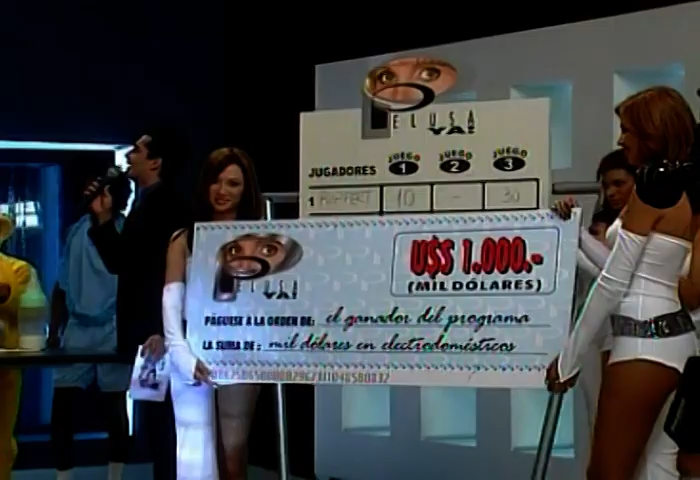 PELUSA
YA!
JUGADORES JUEGO 1 JUEGO 2 JUEGO 3
1 10 - 30
PELUSA
YA!
U$S 1.000.-
(MIL DÓLARES)
PÁGUESE A LA ORDEN DE: el ganador del programa
LA SUMA DE: mil dólares en electrodomésticos